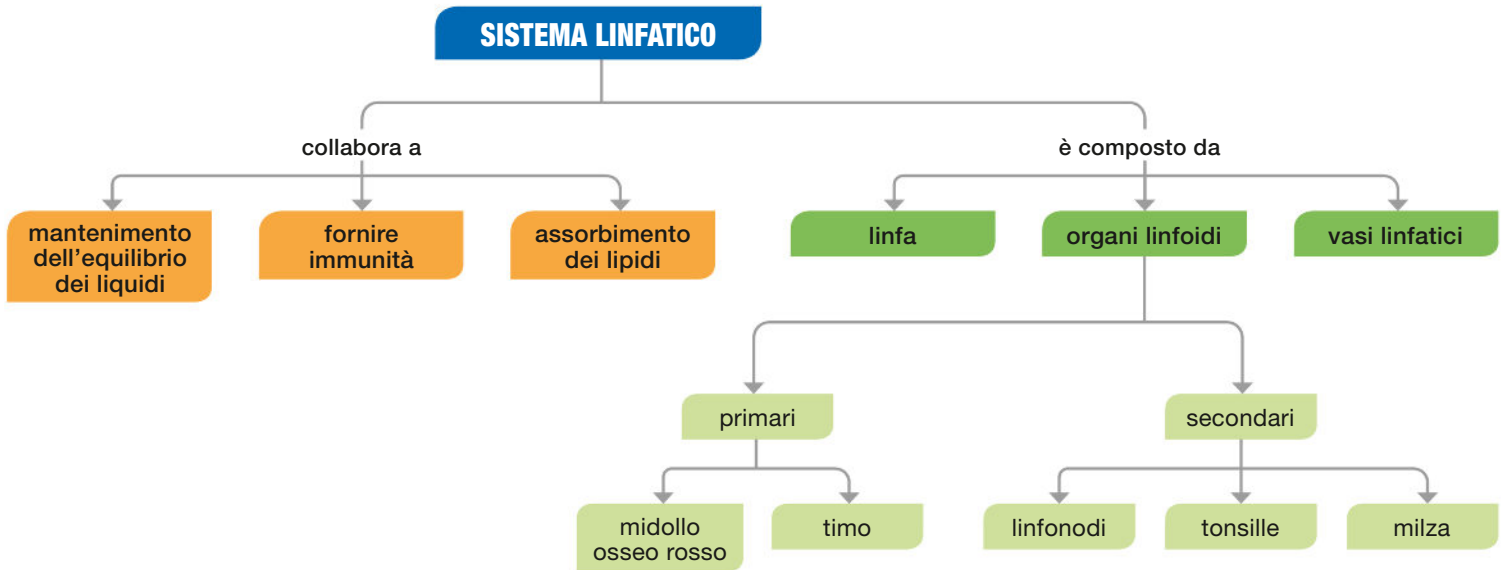 SISTEMA LINFATICO
collabora a
è composto da
mantenimento
dell'equilibrio
dei liquidi
fornire
immunità
assorbimento
dei lipidi
linfa
organi linfoidi
vasi linfatici
primari
secondari
midollo
osseo rosso
timo
linfonodi
tonsille
milza